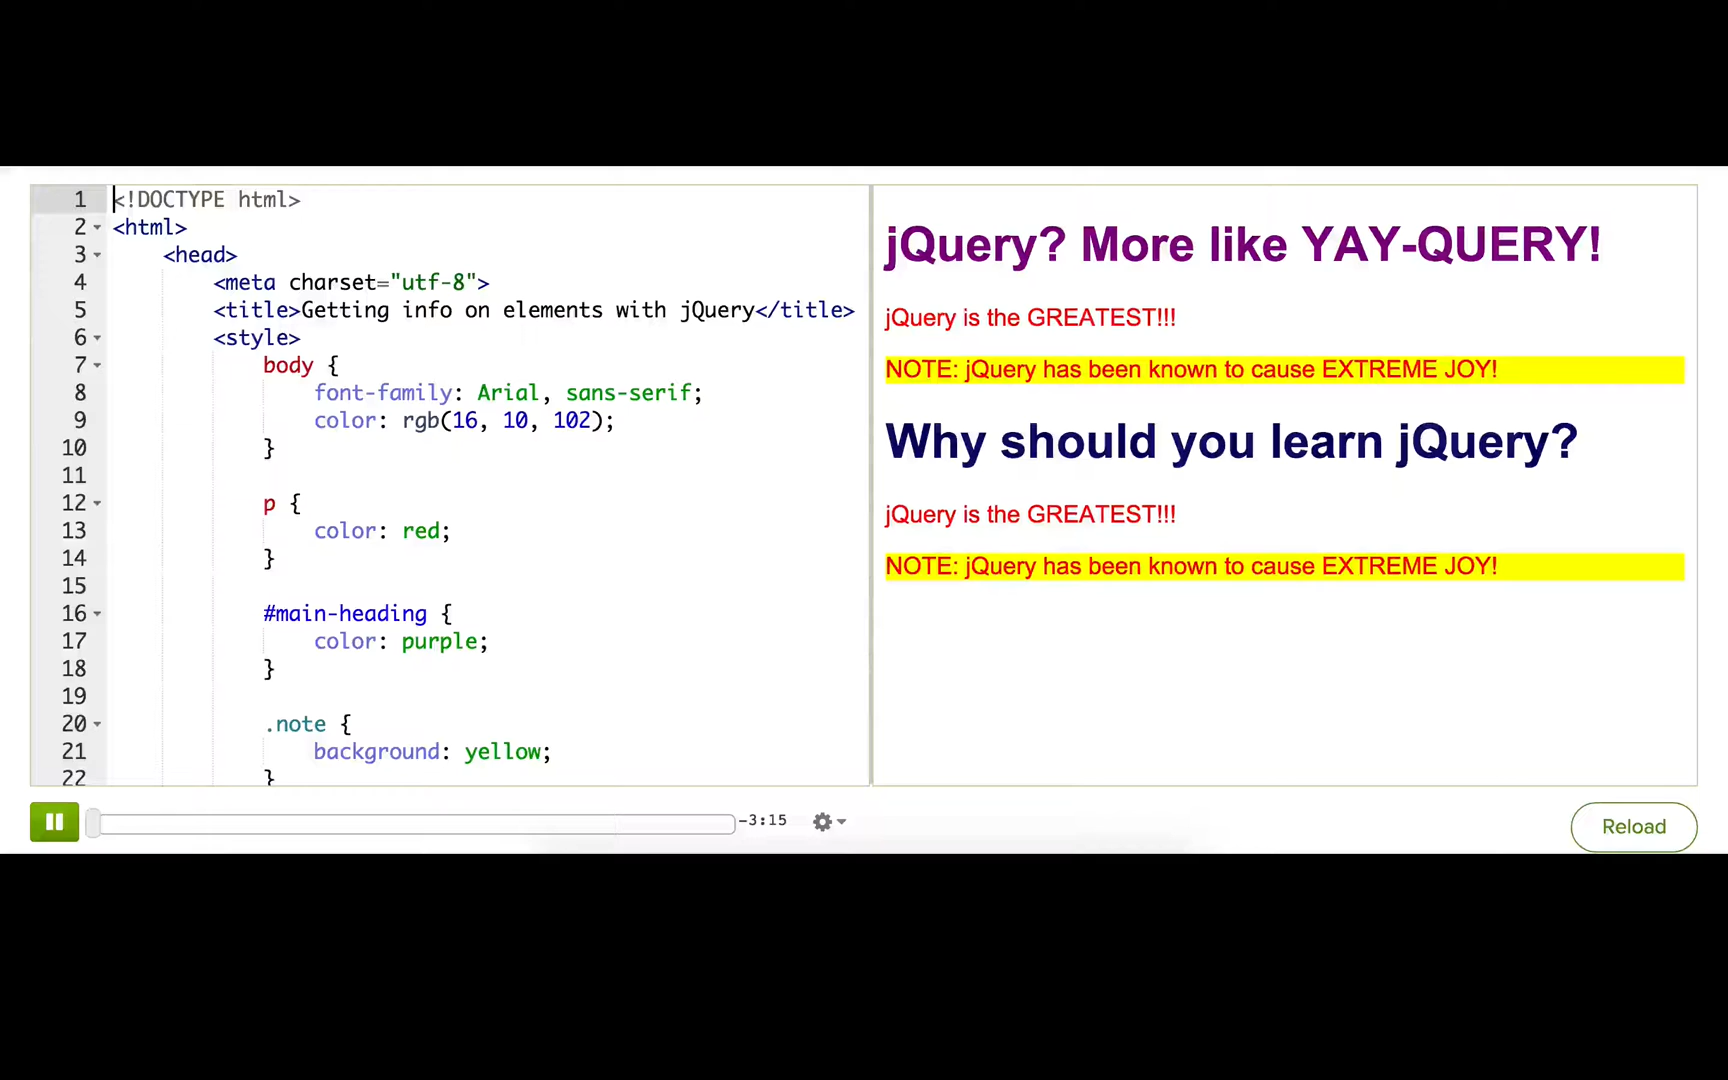 1 <!DOCTYPE html>
2 <html>
3 <head>
4 <meta charset="utf-8">
5 <title>Getting info on elements with jQuery</title>
6 <style>
7 body {
8 font-family: Arial, sans-serif;
9 color: rgb(16, 10, 102);
10 }
11
12 p {
13 color: red;
14 }
15
16 #main-heading {
17 color: purple;
18 }
19
20 .note {
21 background: yellow;
22 }
jQuery? More like YAY-QUERY!
jQuery is the GREATEST!!!
NOTE: jQuery has been known to cause EXTREME JOY!
Why should you learn jQuery?
jQuery is the GREATEST!!!
NOTE: jQuery has been known to cause EXTREME JOY!
-3:15
Reload